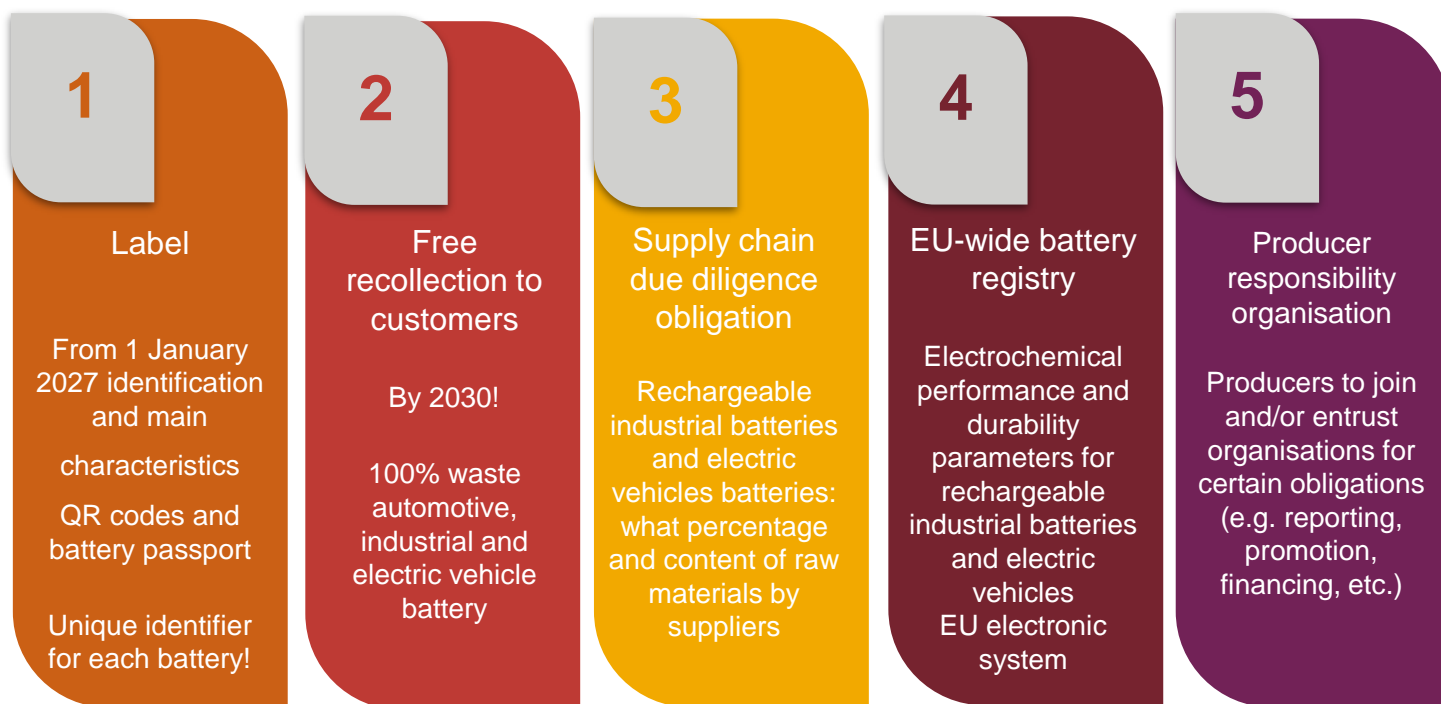 1
Label
From 1 January
2027 identification
and main
characteristics
QR codes and
battery passport
Unique identifier
for each battery!
2
Free
recollection to
customers
By 2030!
100% waste
automotive,
industrial and
electric vehicle
battery
3
Supply chain
due diligence
obligation
Rechargeable
industrial batteries
and electric
vehicles batteries:
what percentage
and content of raw
materials by
suppliers
4
EU-wide battery
registry
Electrochemical
performance and
durability
parameters for
rechargeable
industrial batteries
and electric
vehicles
EU electronic
system
5
Producer
responsibility
organisation
Producers to join
and/or entrust
organisations for
certain obligations
(e.g. reporting,
promotion,
financing, etc.)